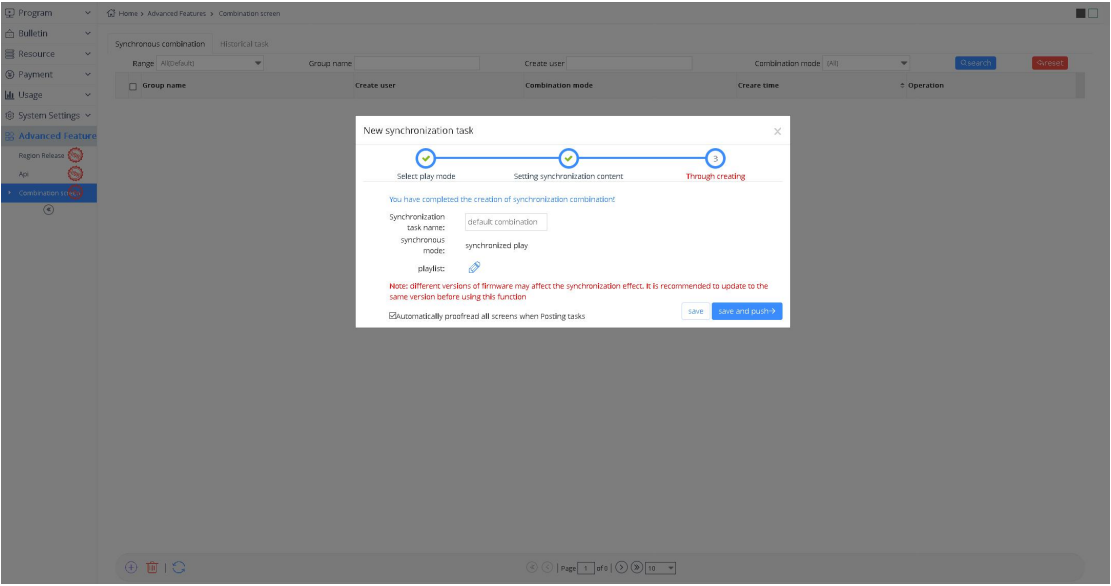 Program
Home > Advanced Features > Combination screen
Bulletin
Resource
Payment
Usage
System Settings
Advanced Feature
Region Release
Api
Combination screen
Synchronous combination Historical task
Range All(Default) Group name Create user Combination mode (All) search reset
Group name Create user Combination mode Creare time Operation
New synchronization task
3
Select play mode Setting synchronization content Through creating
You have completed the creation of synchronization combination!
Synchronization
task name: default combination
synchronous
mode: synchronized play
playlist:
Note: different versions of firmware may affect the synchronization effect. It is recommended to update to the
same version before using this function
Automatically proofread all screens when Posting tasks
save save and push→
Page 1 of 0 10